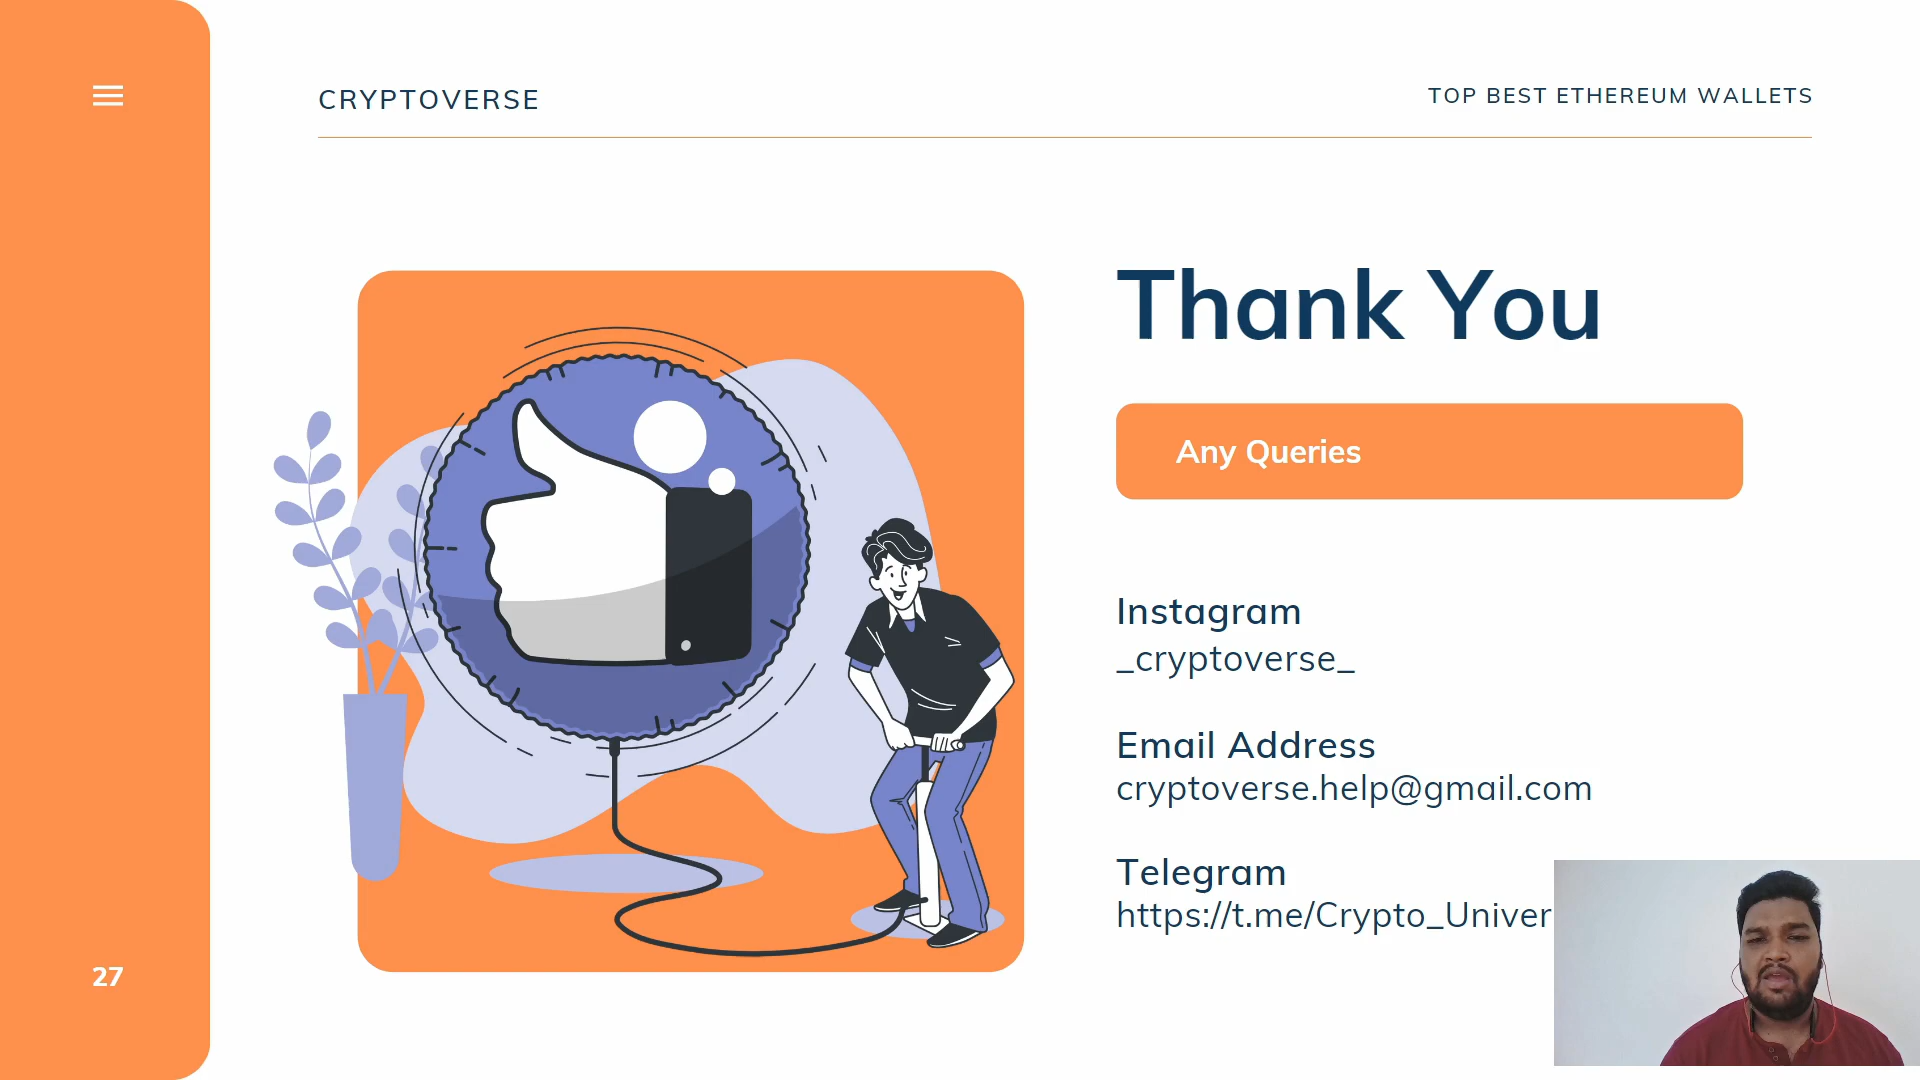 CRYPTOVERSE
TOP BEST ETHEREUM WALLETS
Thank You
Any Queries
Instagram
_cryptoverse_
Email Address
cryptoverse.help@gmail.com
Telegram
https://t.me/Crypto_Univer
27